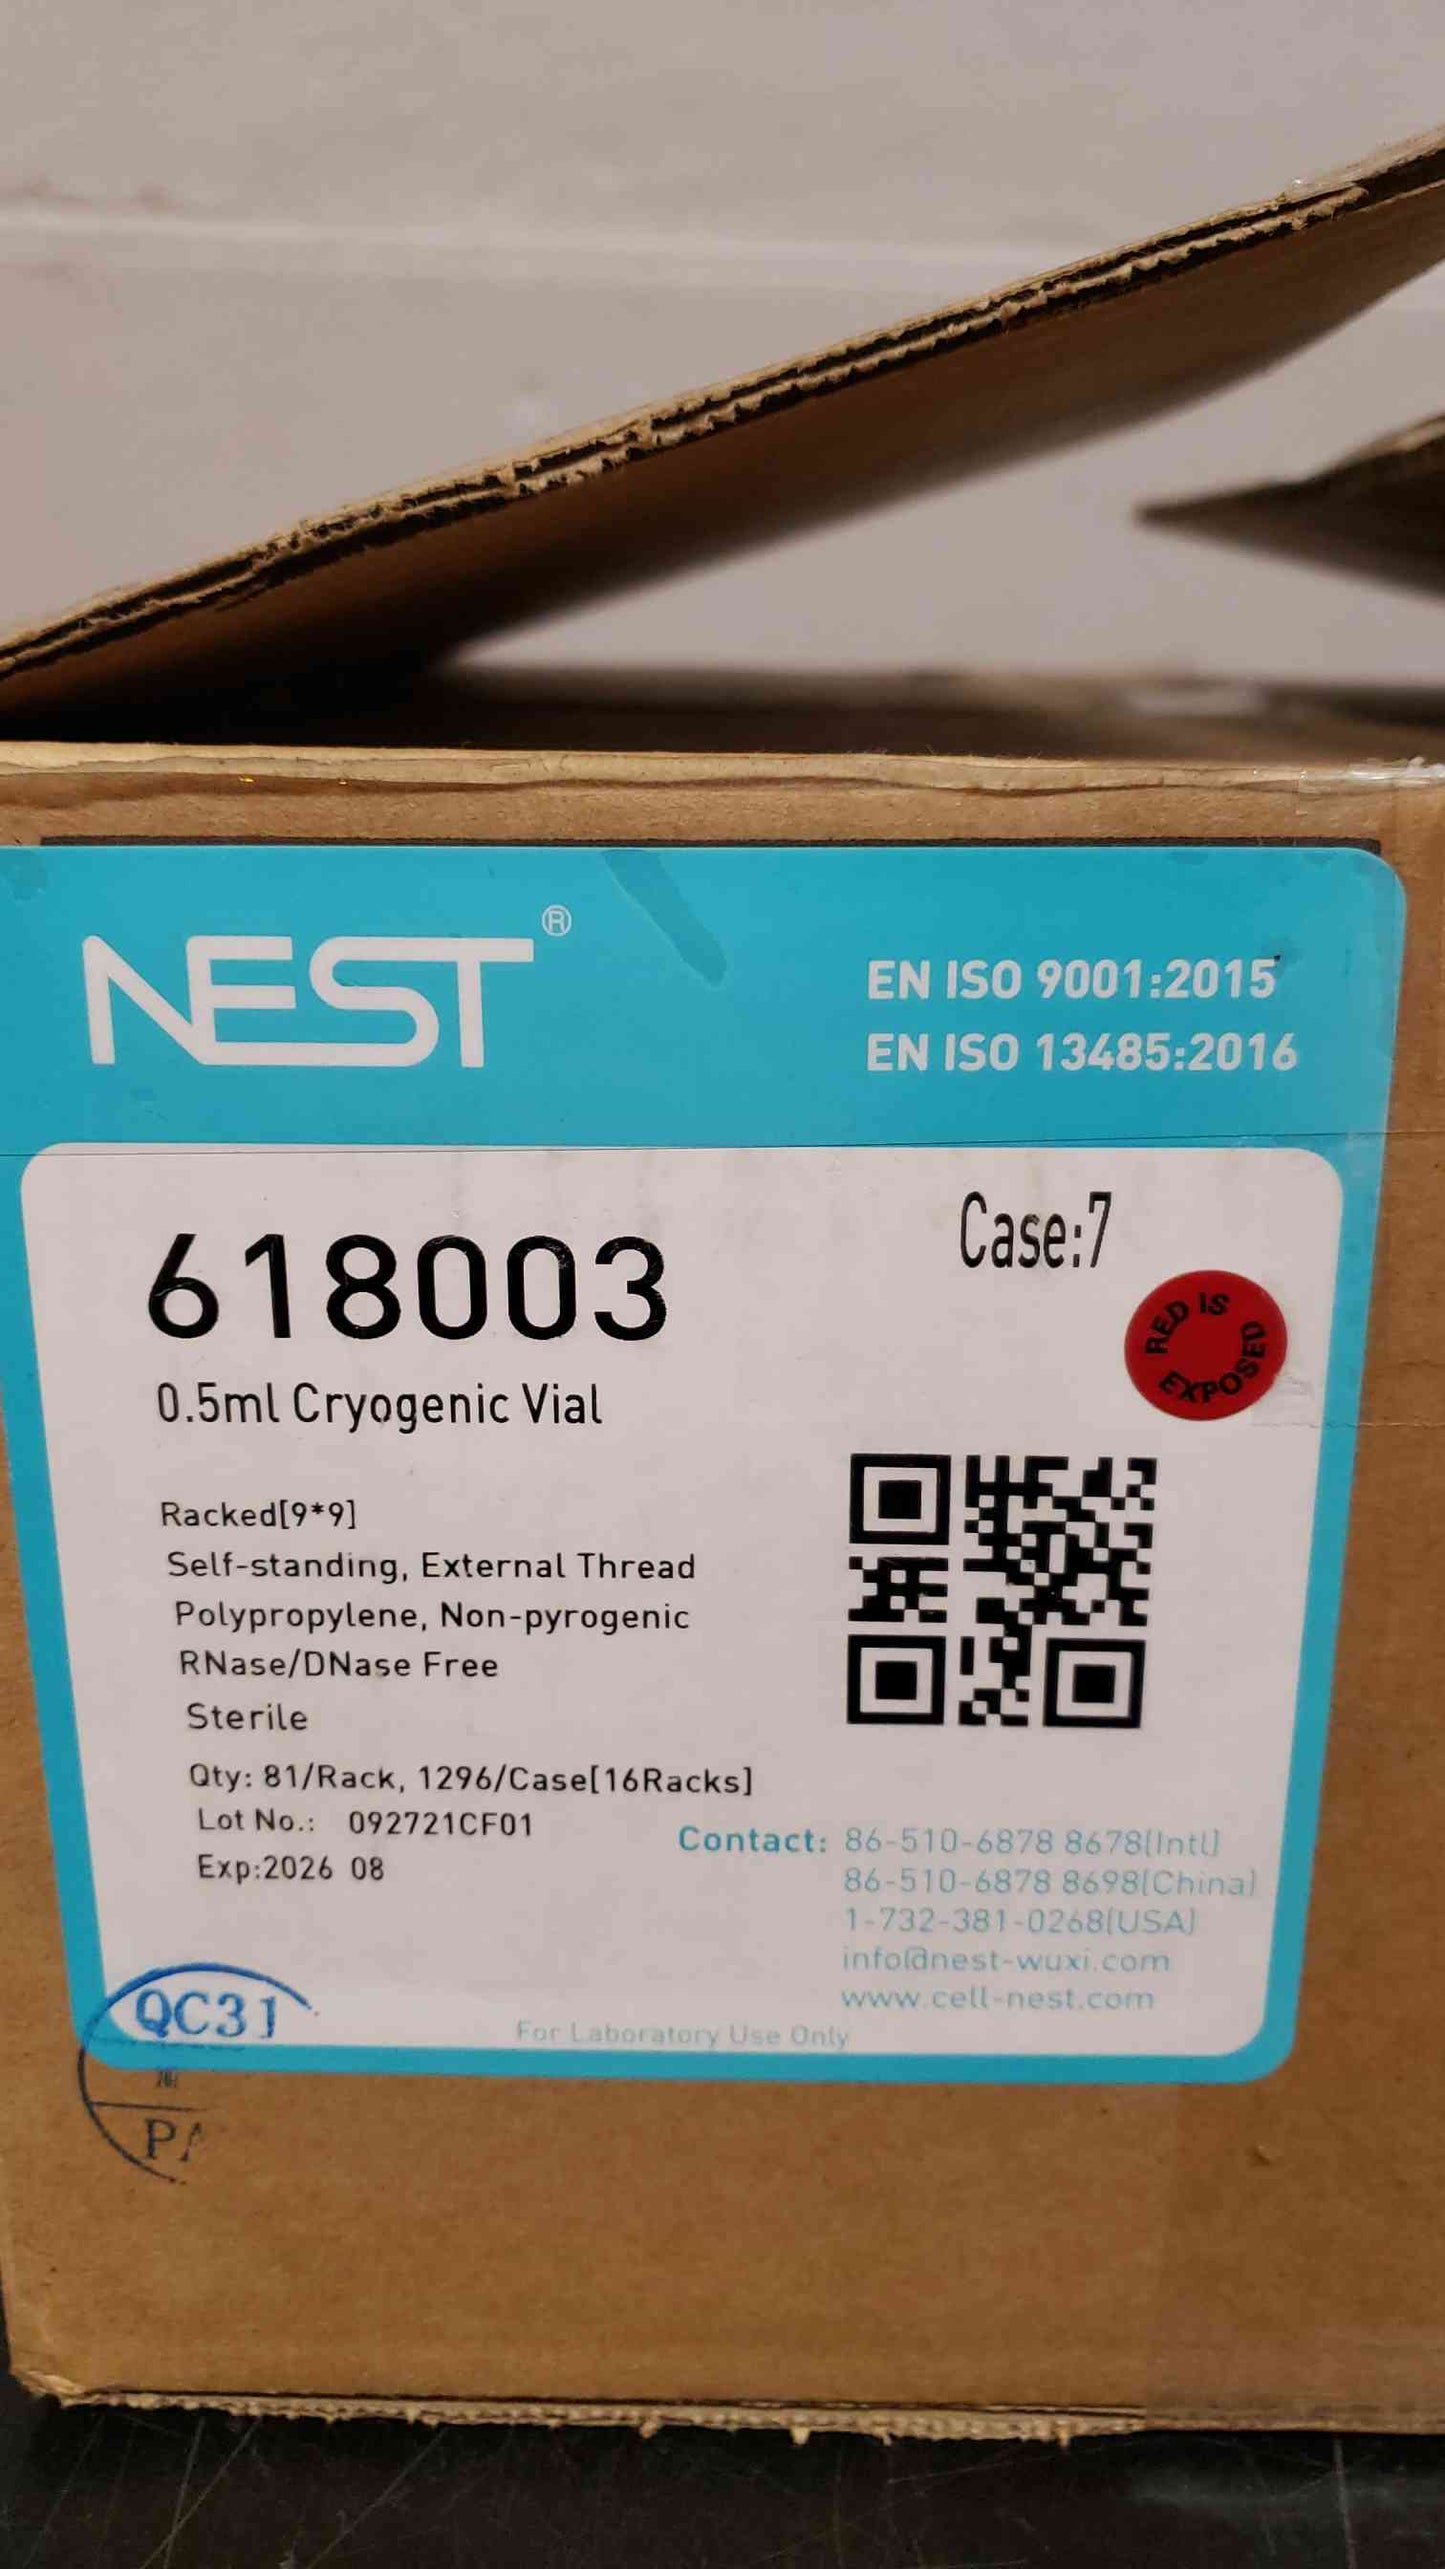 NEST®
EN ISO 9001:2015
EN ISO 13485:2016
618003
Case:7
RED IS EXPOSED
0.5ml Cryogenic Vial
Racked[9*9]
Self-standing, External Thread
Polypropylene, Non-pyrogenic
RNase/DNase Free
Sterile
Qty: 81/Rack, 1296/Case[16Racks]
Lot No.: 092721CF01
Exp:2026 08
Contact: 86-510-6878 8678(Intl)
86-510-6878 8698(China)
1-732-381-0268(USA)
info@nest-wuxi.com
www.cell-nest.com
For Laboratory Use Only
QC31